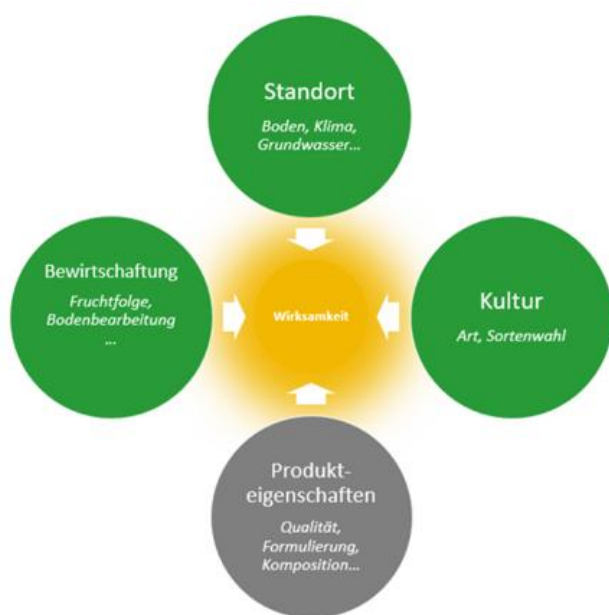 Standort
Boden, Klima,
Grundwasser...
Bewirtschaftung
Fruchtfolge,
Bodenbearbeitung
...
Wirksamkeit
Kultur
Art, Sortenwahl
Produkt-
eigenschaften
Qualität,
Formulierung,
Komposition...